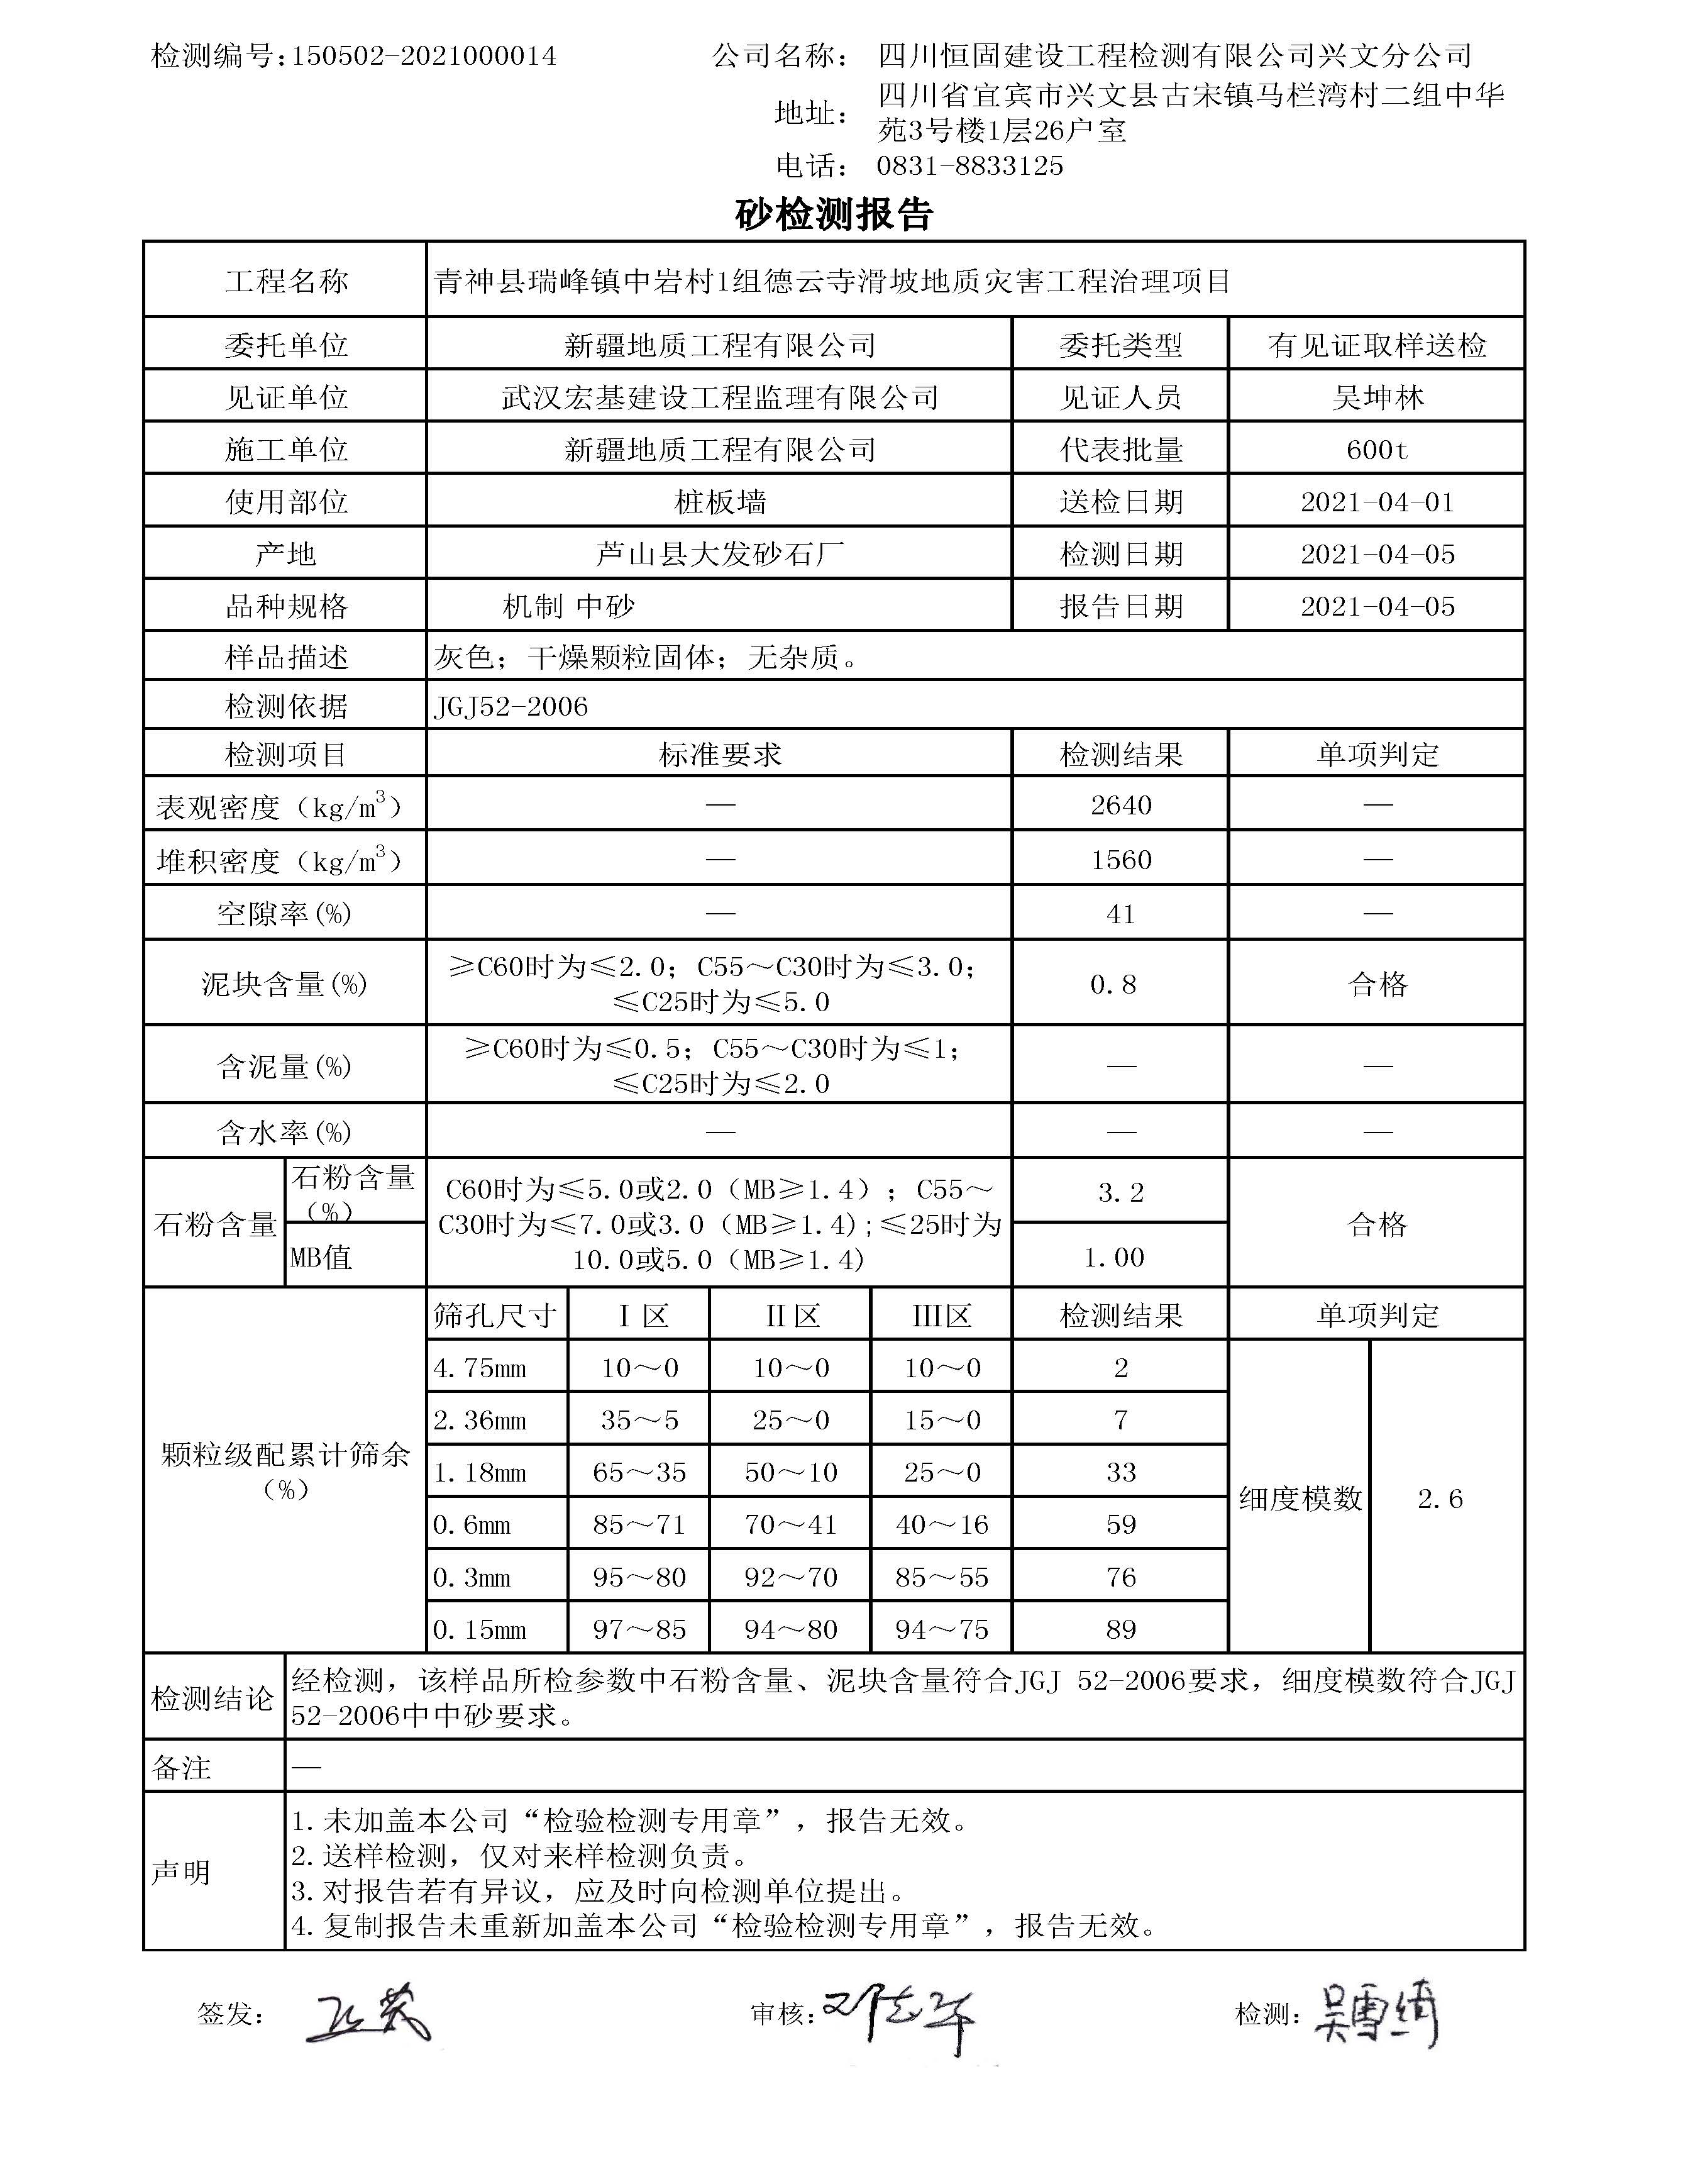 检测编号:150502-2021000014
公司名称： 四川恒固建设工程检测有限公司兴文分公司
地址： 四川省宜宾市兴文县古宋镇马栏湾村二组中华
苑3号楼1层26户室
电话： 0831-8833125
砂检测报告
工程名称 青神县瑞峰镇中岩村1组德云寺滑坡地质灾害工程治理项目
委托单位 新疆地质工程有限公司 委托类型 有见证取样送检
见证单位 武汉宏基建设工程监理有限公司 见证人员 吴坤林
施工单位 新疆地质工程有限公司 代表批量 600t
使用部位 桩板墙 送检日期 2021-04-01
产地 芦山县大发砂石厂 检测日期 2021-04-05
品种规格 机制 中砂 报告日期 2021-04-05
样品描述 灰色；干燥颗粒固体；无杂质。
检测依据 JGJ52-2006
检测项目 标准要求 检测结果 单项判定
表观密度（kg/m³） — 2640 —
堆积密度（kg/m³） — 1560 —
空隙率(%) — 41 —
泥块含量(%) ≥C60时为≤2.0；C55～C30时为≤3.0；
≤C25时为≤5.0 0.8 合格
含泥量(%) ≥C60时为≤0.5；C55～C30时为≤1；
≤C25时为≤2.0 — —
含水率(%) — — —
石粉含量 石粉含量
（%） C60时为≤5.0或2.0（MB≥1.4）；C55～ 3.2
C30时为≤7.0或3.0（MB≥1.4);≤25时为 合格
MB值 10.0或5.0（MB≥1.4) 1.00
筛孔尺寸 Ⅰ区 Ⅱ区 Ⅲ区 检测结果 单项判定
4.75mm 10～0 10～0 10～0 2
2.36mm 35～5 25～0 15～0 7
颗粒级配累计筛余
（%）
1.18mm 65～35 50～10 25～0 33
细度模数 2.6
0.6mm 85～71 70～41 40～16 59
0.3mm 95～80 92～70 85～55 76
0.15mm 97～85 94～80 94～75 89
检测结论 经检测，该样品所检参数中石粉含量、泥块含量符合JGJ 52-2006要求，细度模数符合JGJ
52-2006中中砂要求。
备注 —
声明
1.未加盖本公司“检验检测专用章”，报告无效。
2.送样检测，仅对来样检测负责。
3.对报告若有异议，应及时向检测单位提出。
4.复制报告未重新加盖本公司“检验检测专用章”，报告无效。
签发： 审核： 检测：吴雪绮